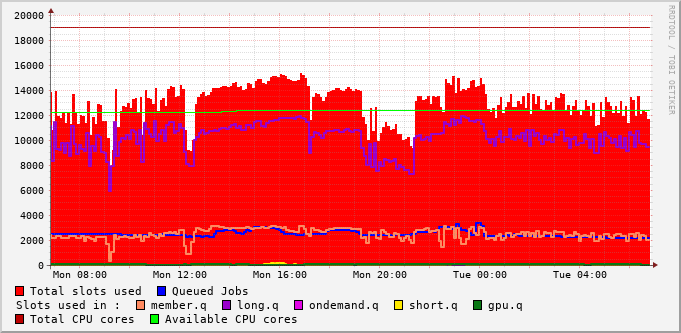 RRDTOOL / TOBI OETIKER
20000
18000
16000
14000
12000
10000
8000
6000
4000
2000
0
Mon 08:00 Mon 12:00 Mon 16:00 Mon 20:00 Tue 00:00 Tue 04:00
Total slots used Queued Jobs
Slots used in : member.q long.q ondemand.q short.q gpu.q
Total CPU cores Available CPU cores